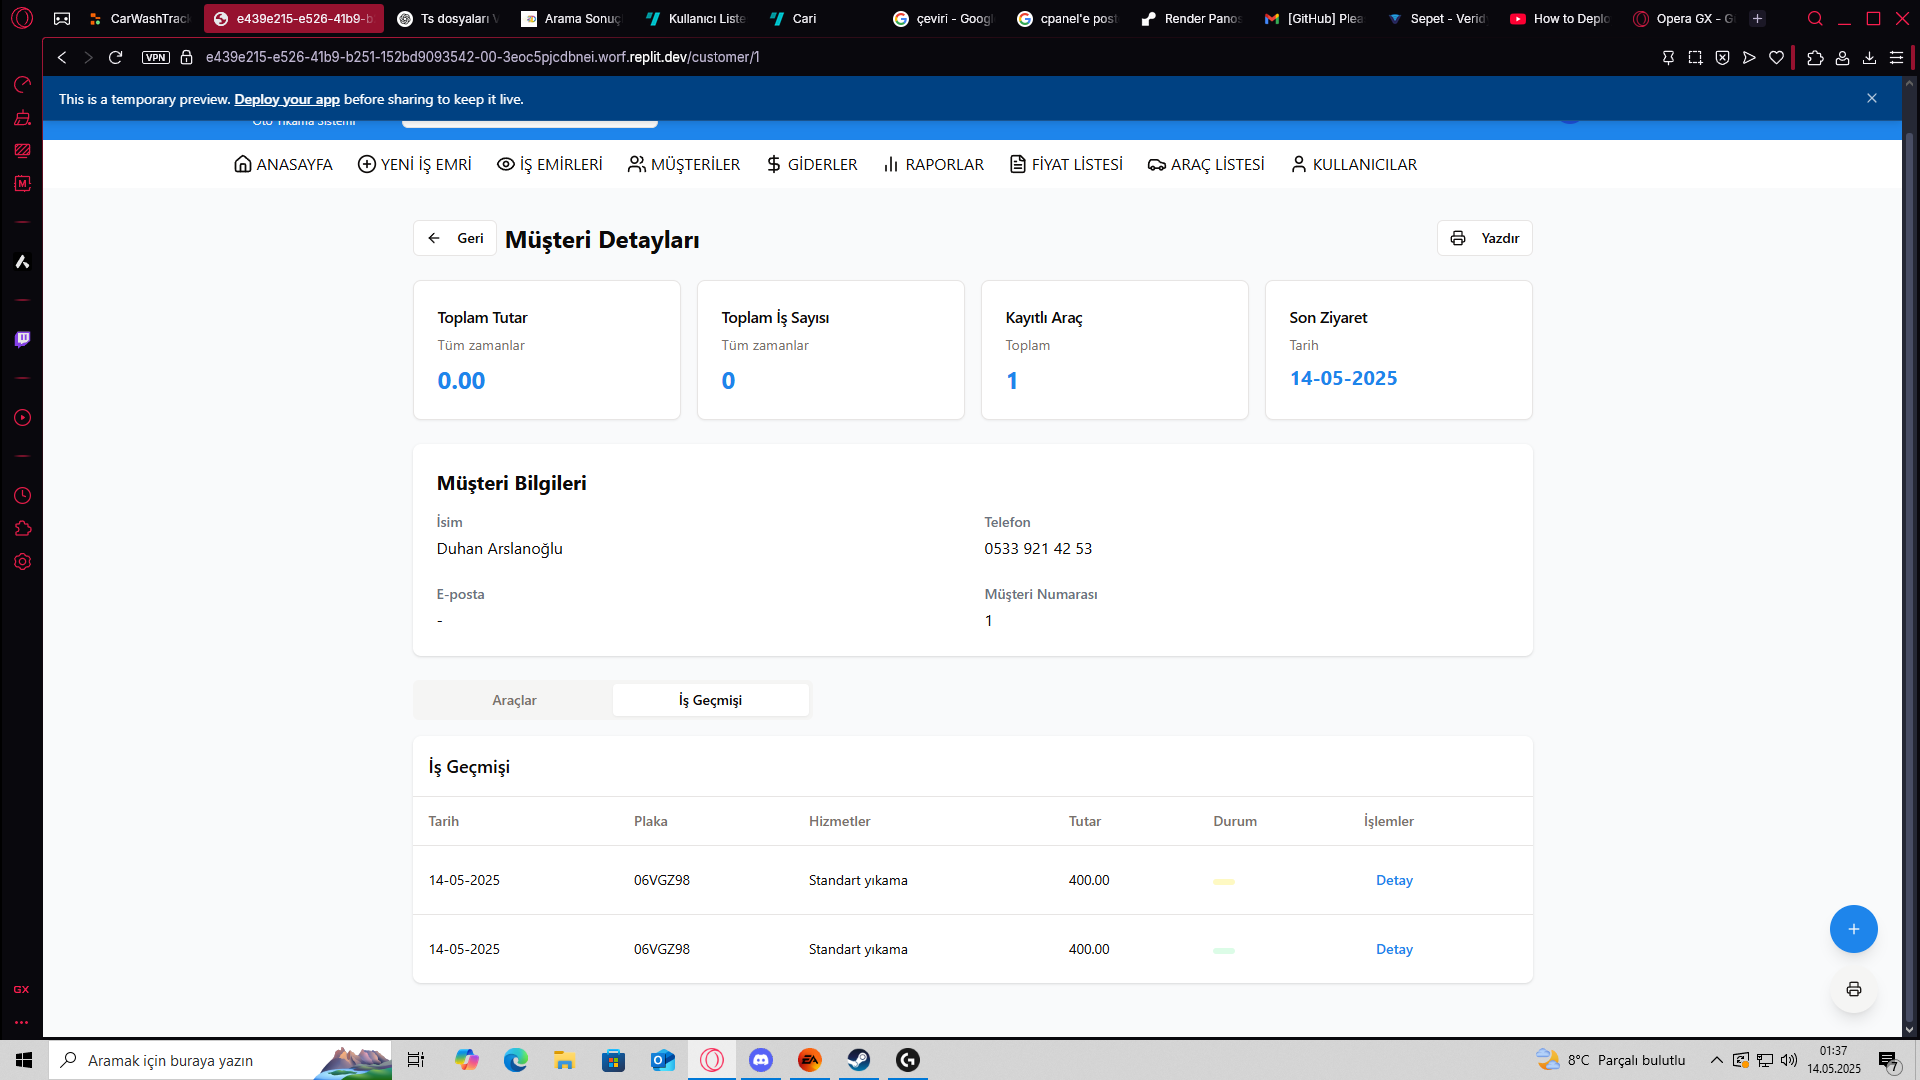 CarWashTrack
e439e215-e526-41b9-b
Ts dosyaları
Arama Sonuç
Kullanıcı Liste
Cari
çeviri - Googl
cpanel'e post
Render Panos
[GitHub] Plea
Sepet - Verid
How to Deplo
Opera GX - G
VPN
e439e215-e526-41b9-b251-152bd9093542-00-3eoc5pjcdbnei.worf.replit.dev/customer/1
This is a temporary preview. Deploy your app before sharing to keep it live.
Oto Yıkama Sistemi
ANASAYFA
YENİ İŞ EMRİ
İŞ EMİRLERİ
MÜŞTERİLER
GİDERLER
RAPORLAR
FİYAT LİSTESİ
ARAÇ LİSTESİ
KULLANICILAR
Geri
Müşteri Detayları
Yazdır
Toplam Tutar
Tüm zamanlar
0.00
Toplam İş Sayısı
Tüm zamanlar
0
Kayıtlı Araç
Toplam
1
Son Ziyaret
Tarih
14-05-2025
Müşteri Bilgileri
İsim
Duhan Arslanoğlu
Telefon
0533 921 42 53
E-posta
-
Müşteri Numarası
1
Araçlar
İş Geçmişi
İş Geçmişi
Tarih Plaka Hizmetler Tutar Durum İşlemler
14-05-2025 06VGZ98 Standart yıkama 400.00 Detay
14-05-2025 06VGZ98 Standart yıkama 400.00 Detay
GX
Aramak için buraya yazın
8°C Parçalı bulutlu
01:37
14.05.2025
7